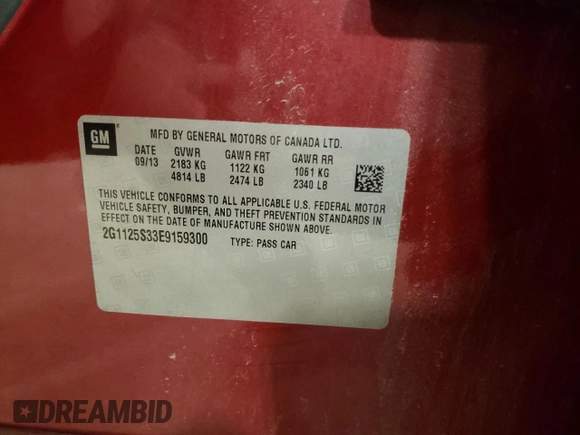 GM
MFD BY GENERAL MOTORS OF CANADA LTD.
DATE GVWR GAWR FRT GAWR RR
09/13 2183 KG 1122 KG 1061 KG
4814 LB 2474 LB 2340 LB
THIS VEHICLE CONFORMS TO ALL APPLICABLE U.S. FEDERAL MOTOR
VEHICLE SAFETY, BUMPER, AND THEFT PREVENTION STANDARDS IN
EFFECT ON THE DATE OF MANUFACTURE SHOWN ABOVE.
2G1125S33E9159300 TYPE: PASS CAR
DREAMBID